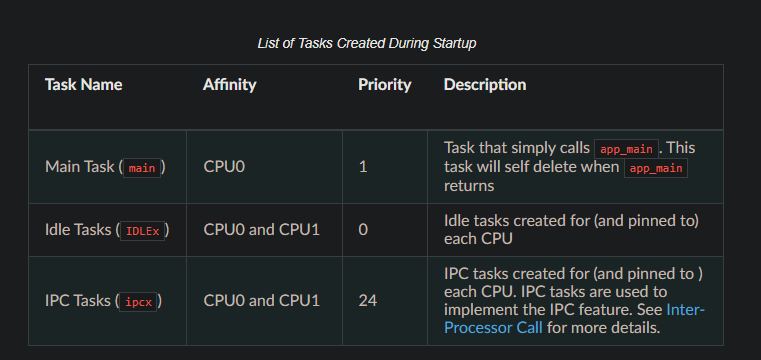 List of Tasks Created During Startup
Task Name Affinity Priority Description
Main Task (main) CPU0 1 Task that simply calls app_main. This
task will self delete when app_main
returns
Idle Tasks (IDLEx) CPU0 and CPU1 0 Idle tasks created for (and pinned to)
each CPU
IPC Tasks (ipcx) CPU0 and CPU1 24 IPC tasks created for (and pinned to )
each CPU. IPC tasks are used to
implement the IPC feature. See Inter-
Processor Call for more details.